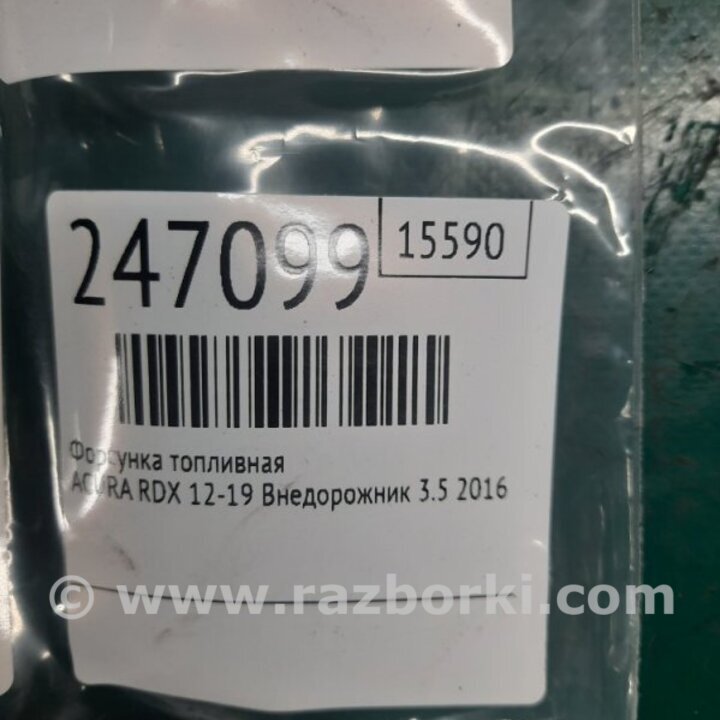 247099
15590
Форсунка топливная
ACURA RDX 12-19 Внедорожник 3.5 2016
© www.razborki.com